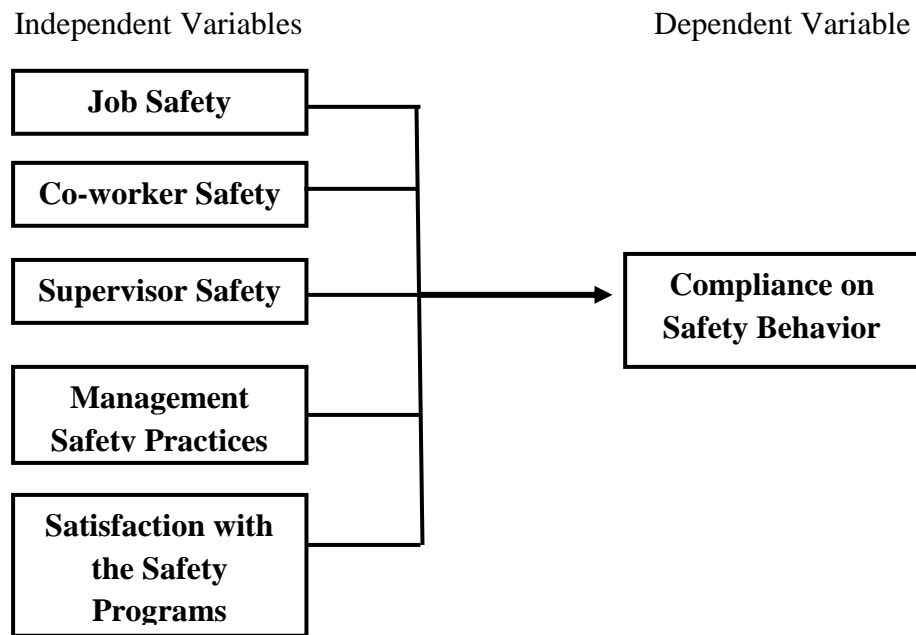 Independent Variables
Dependent Variable
Job Safety
Co-worker Safety
Supervisor Safety
Management
Safety Practices
Satisfaction with
the Safety
Programs
Compliance on
Safety Behavior